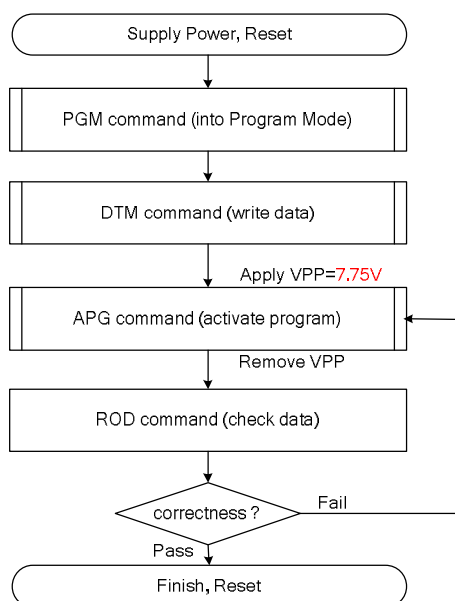 Supply Power, Reset
PGM command (into Program Mode)
DTM command (write data)
Apply VPP=7.75V
APG command (activate program)
Remove VPP
ROD command (check data)
correctness ?
Fail
Pass
Finish, Reset